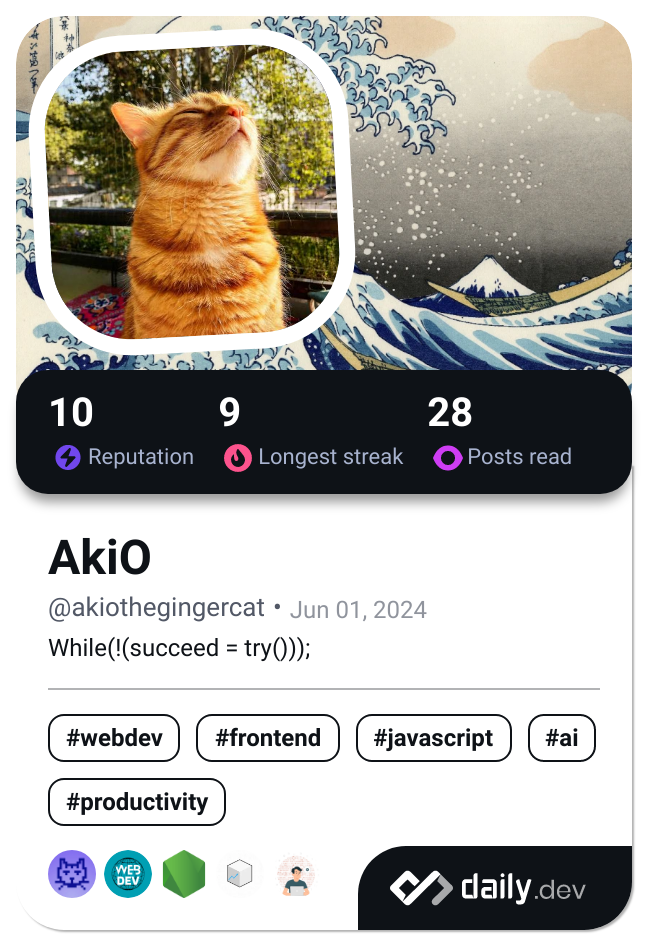 10
9
28
Reputation
Longest streak
Posts read
AkiO
@akiothegingercat • Jun 01, 2024
While(!(succeed = try()));
#webdev
#frontend
#javascript
#ai
#productivity
WEB
DEV
daily.dev